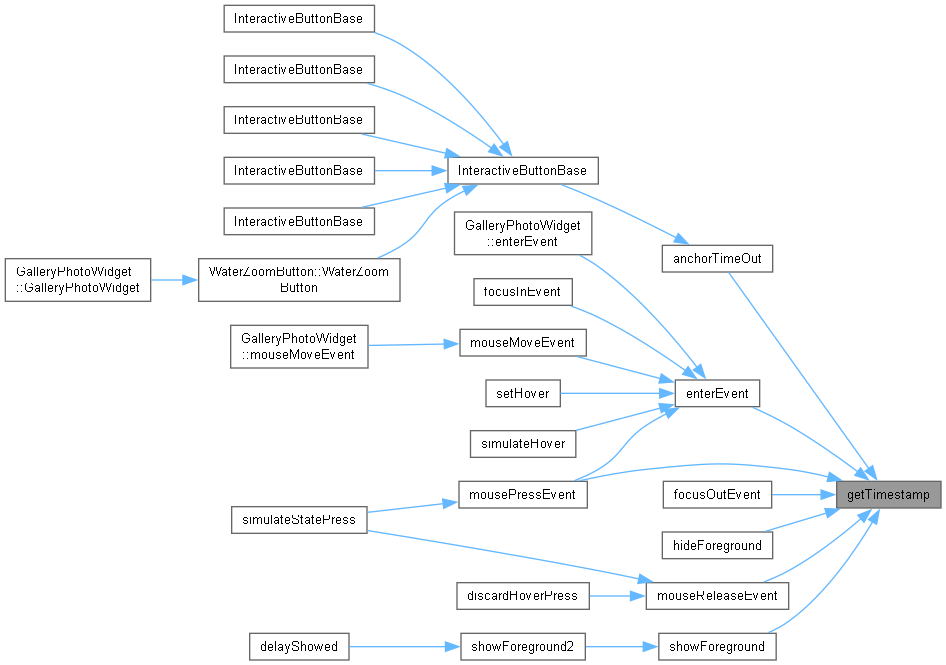 InteractiveButtonBase
InteractiveButtonBase
InteractiveButtonBase
InteractiveButtonBase
InteractiveButtonBase
InteractiveButtonBase
GalleryPhotoWidget
::enterEvent
anchorTimeOut
GalleryPhotoWidget
::GalleryPhotoWidget
WaterZoomButton::WaterZoom
Button
focusInEvent
GalleryPhotoWidget
::mouseMoveEvent
mouseMoveEvent
setHover
enterEvent
simulateHover
mousePressEvent
focusOutEvent
getTimestamp
simulateStatePress
hideForeground
discardHoverPress
mouseReleaseEvent
delayShowed
showForeground2
showForeground